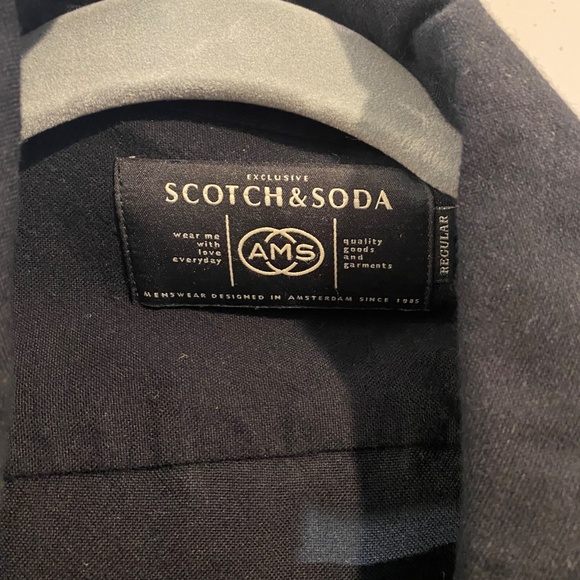 EXCLUSIVE
SCOTCH & SODA
wear me
with
love
everyday
AMS
quality
goods
and
garments
MENSWEAR DESIGNED IN AMSTERDAM SINCE 1985
REGULAR